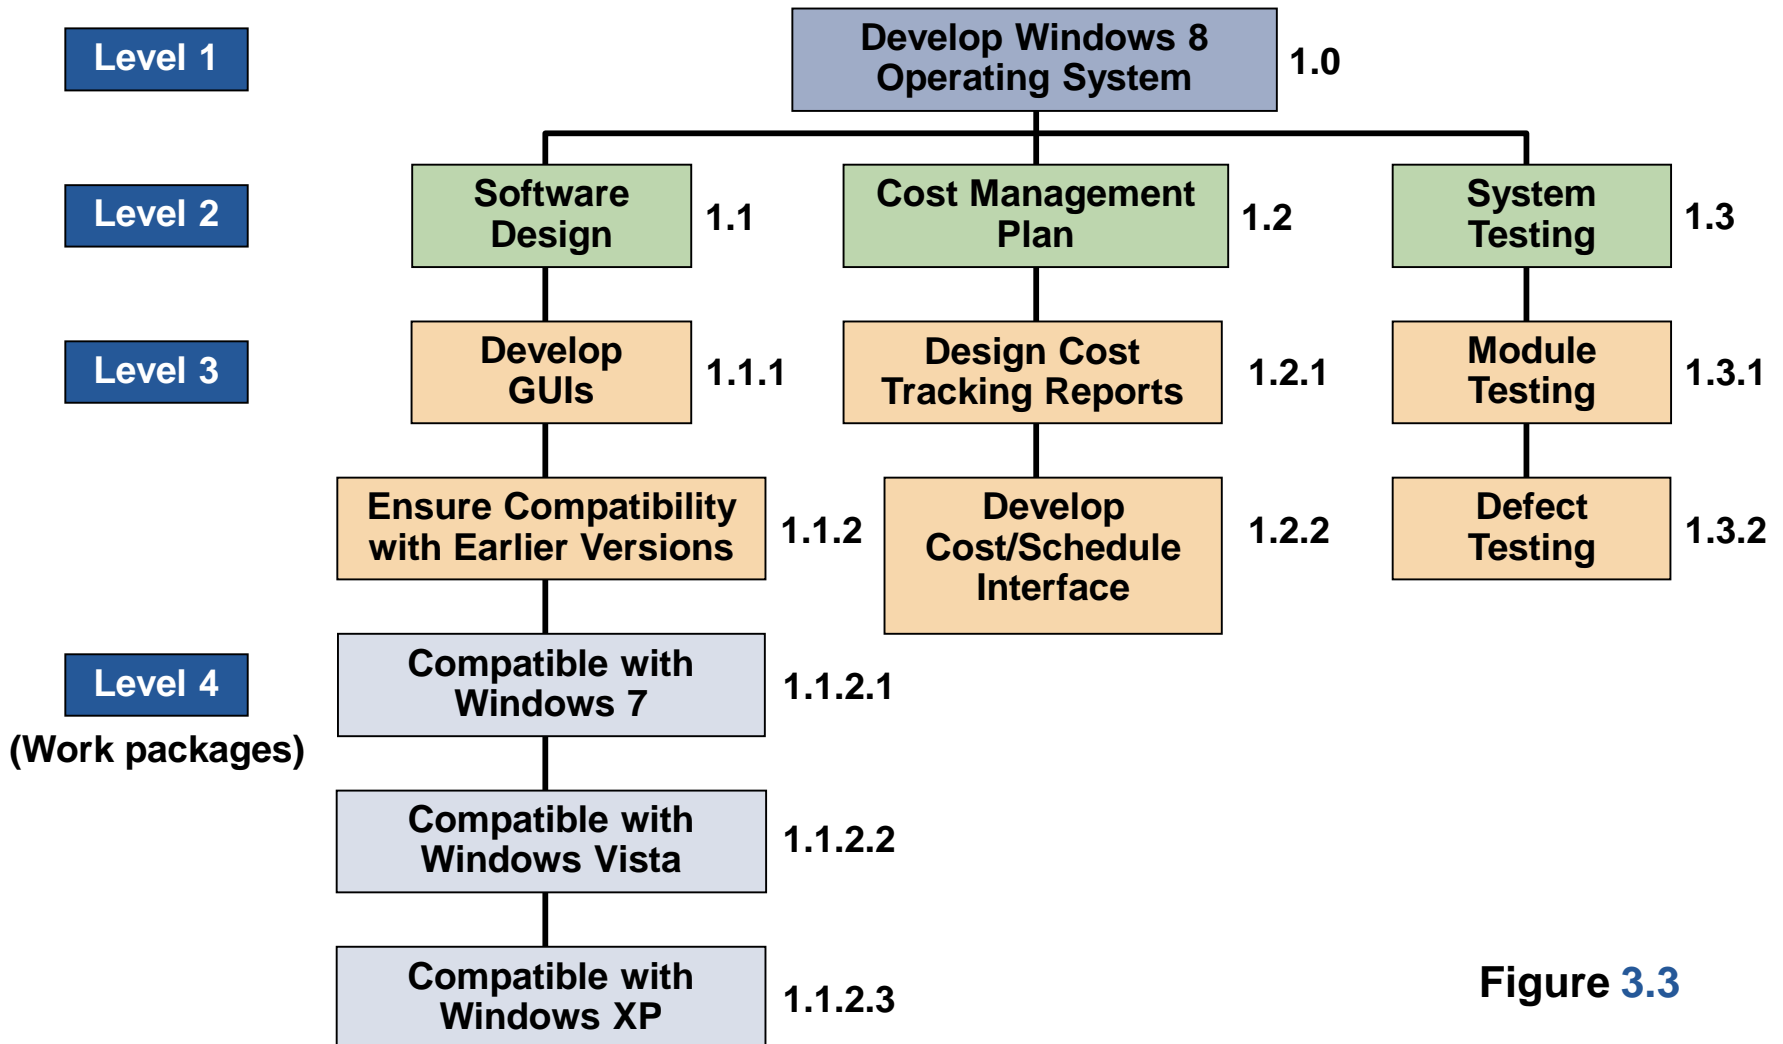 Level 1
Develop Windows 8
Operating System
1.0
Level 2
Software
Design
1.1
Cost Management
Plan
1.2
System
Testing
1.3
Level 3
Develop
GUIs
1.1.1
Design Cost
Tracking Reports
1.2.1
Module
Testing
1.3.1
Ensure Compatibility
with Earlier Versions
1.1.2
Develop
Cost/Schedule
Interface
1.2.2
Defect
Testing
1.3.2
Level 4
(Work packages)
Compatible with
Windows 7
1.1.2.1
Compatible with
Windows Vista
1.1.2.2
Compatible with
Windows XP
1.1.2.3
Figure 3.3